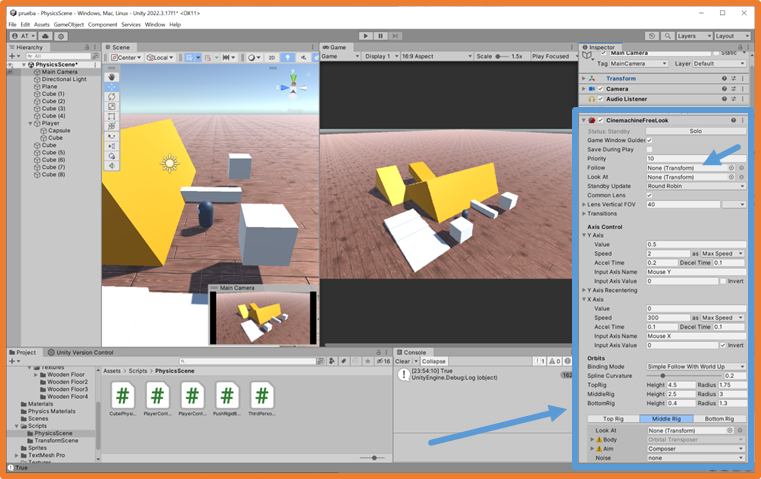 prueba - PhysicsScene - Windows, Mac, Linux - Unity 2022.3.17f1* <DX11>
File Edit Assets GameObject Component Services Window Help
AT Layers Layout
Hierarchy
All
PhysicsScene*
Main Camera
Directional Light
Plane
Cube (1)
Cube (2)
Cube (3)
Cube (4)
Player
Capsule
Cube
Cube
Cube (5)
Cube (6)
Cube (7)
Cube (8)
Scene
Center Local 2D
Persp
Main Camera
Game
Game Display 1 16:9 Aspect Scale 1.5x Play Focused
Inspector
Main Camera Static
Tag MainCamera Layer Default
Transform
Camera
Audio Listener
CinemachineFreeLook
Status: Standby Solo
Game Window Guides
Save During Play
Priority 10
Follow None (Transform)
Look At None (Transform)
Standby Update Round Robin
Common Lens
Lens Vertical FOV 40
Transitions
Axis Control
Y Axis
Value 0.5
Speed 2 as Max Speed
Accel Time 0.2 Decel Time 0.1
Input Axis Name Mouse Y
Input Axis Value 0 Invert
Y Axis Recentering
X Axis
Value 0
Speed 300 as Max Speed
Accel Time 0.1 Decel Time 0.1
Input Axis Name Mouse X
Input Axis Value 0 Invert
Orbits
Binding Mode Simple Follow With World Up
Spline Curvature 0.2
TopRig Height 4.5 Radius 1.75
MiddleRig Height 2.5 Radius 3
BottomRig Height 0.4 Radius 1.3
Top Rig Middle Rig Bottom Rig
Look At None (Transform)
Body Orbital Transposer
Aim Composer
Noise none
Project Unity Version Control
16
Textures
Wooden Floor
Wooden Floor2
Wooden Floor3
Wooden Floor4
Materials
Physics Materials
Scenes
Scripts
PhysicsScene
TransformScene
Sprites
TextMesh Pro
Textures
Assets > Scripts > PhysicsScene
# # # # #
CubePhysi... PlayerCont... PlayerCont... PushRigidB... ThirdPerso...
Console
Clear Collapse 1 0
[23:54:10] True
UnityEngine.Debug:Log (object)
162
True